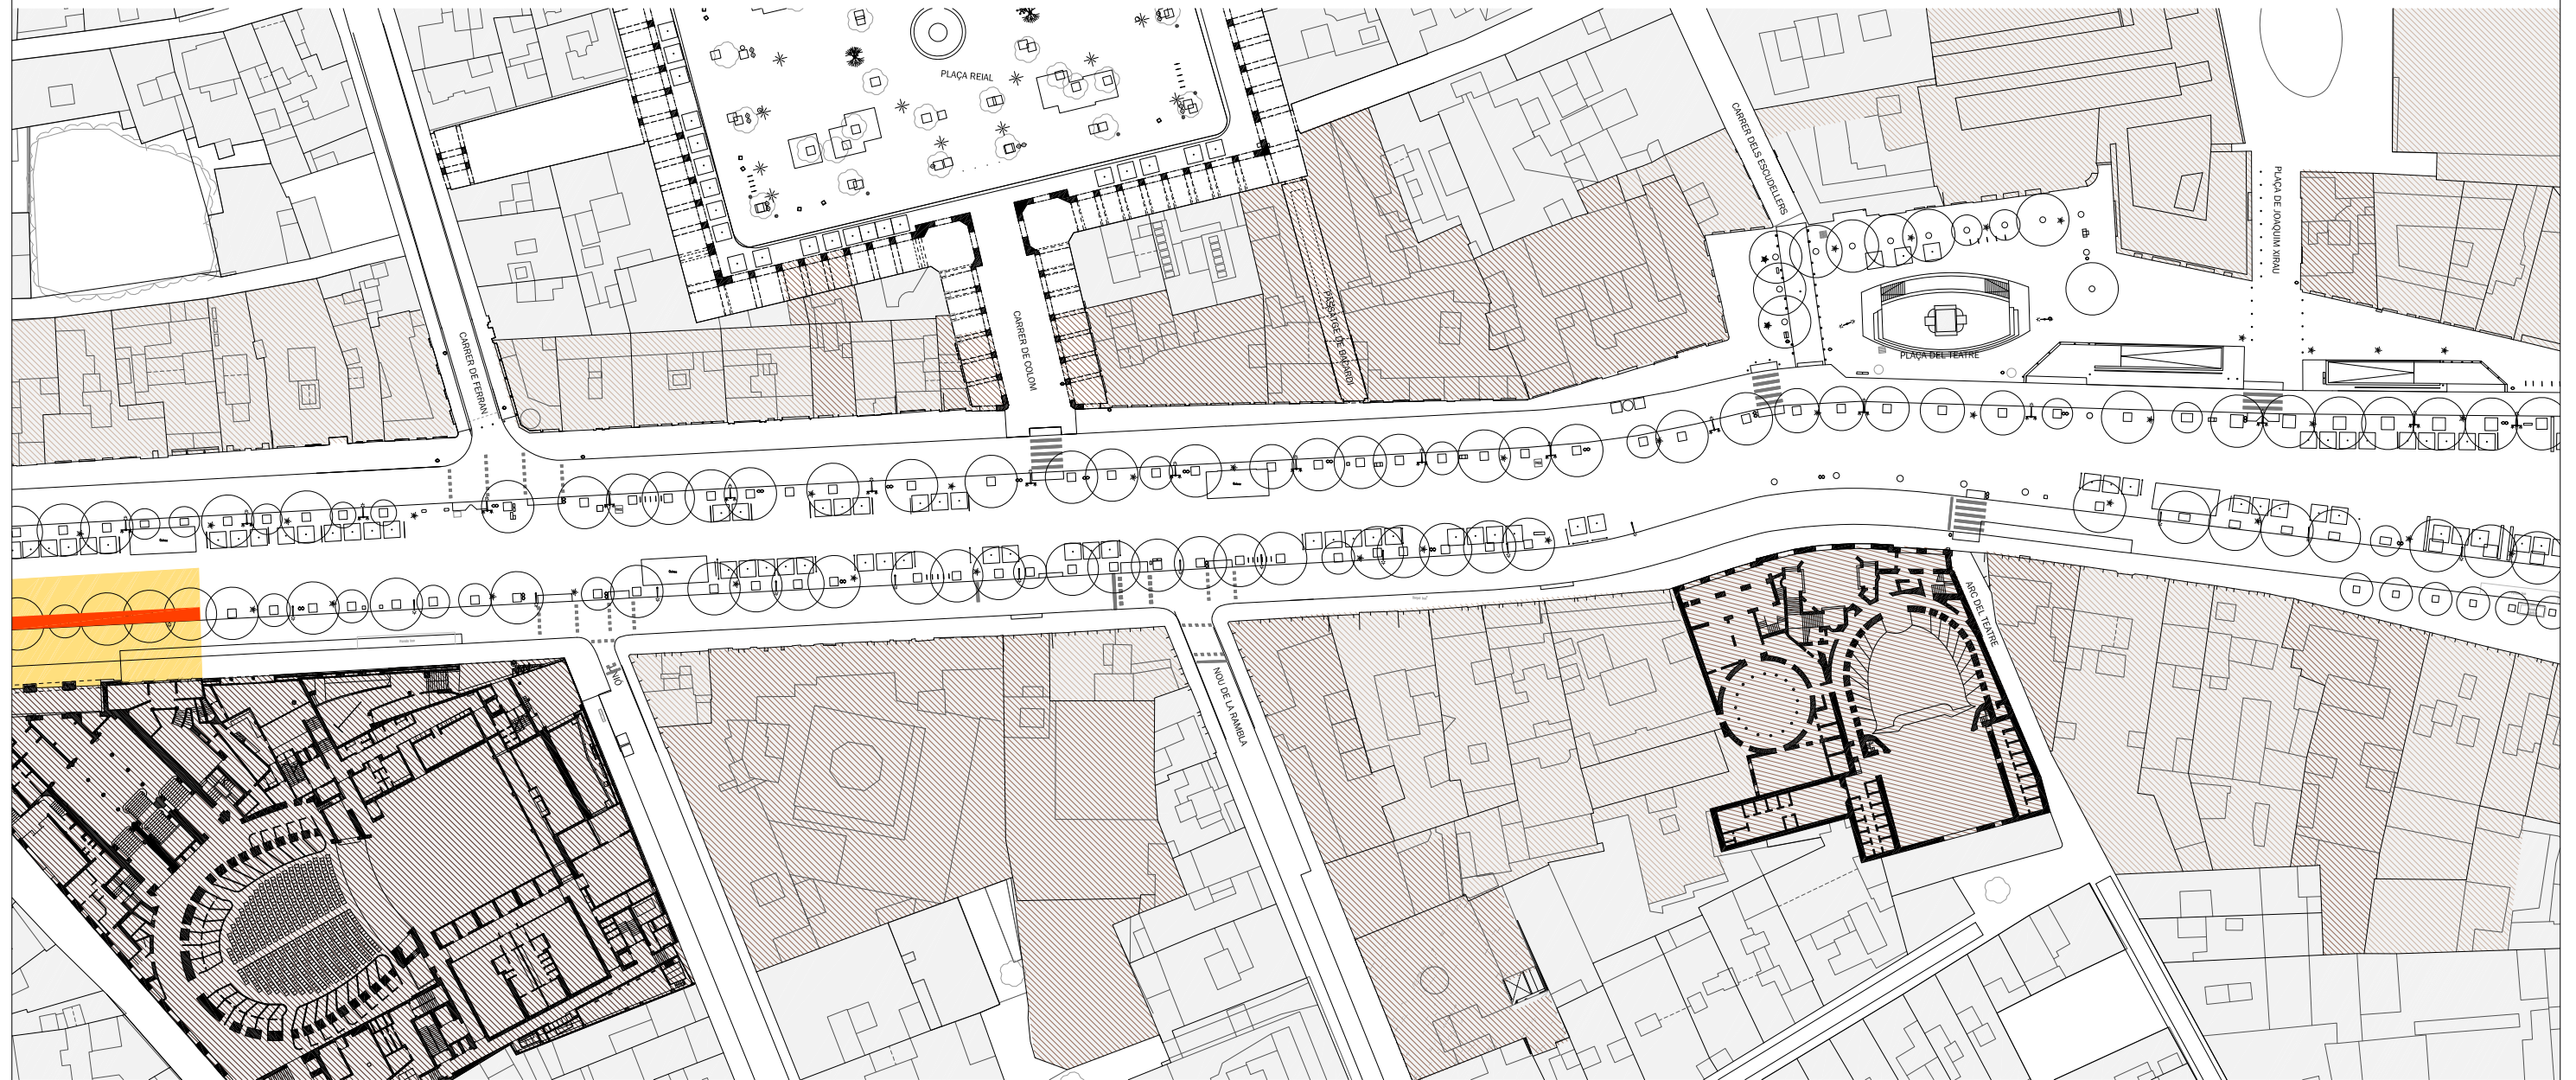 PLAÇA REIAL
CARRER DELS ESCUDELLERS
PLAÇA DE JOAQUIM XIRAU
CARRER DE FERRAN
CARRER DE COLOM
PASSATGE DE BACARDÍ
PLAÇA DEL TEATRE
ARC DEL TEATRE
UNIÓ
NOU DE LA RAMBLA